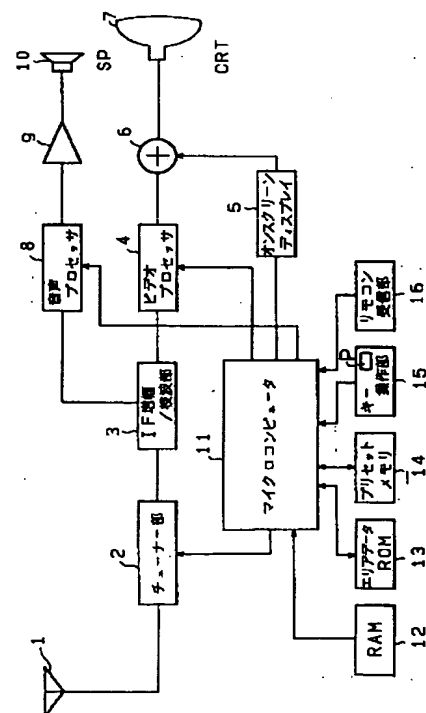 1
2
チューナー部
3
IF増幅
/検波部
8
音声
プロセッサ
9
10
SP
4
ビデオ
プロセッサ
6
7
CRT
5
オンスクリーン
ディスプレイ
11
マイクロコンピュータ
RAM
12
エリアデータ
ROM
13
プリセット
メモリ
14
キー
操作部
P
15
リモコン
受信部
16